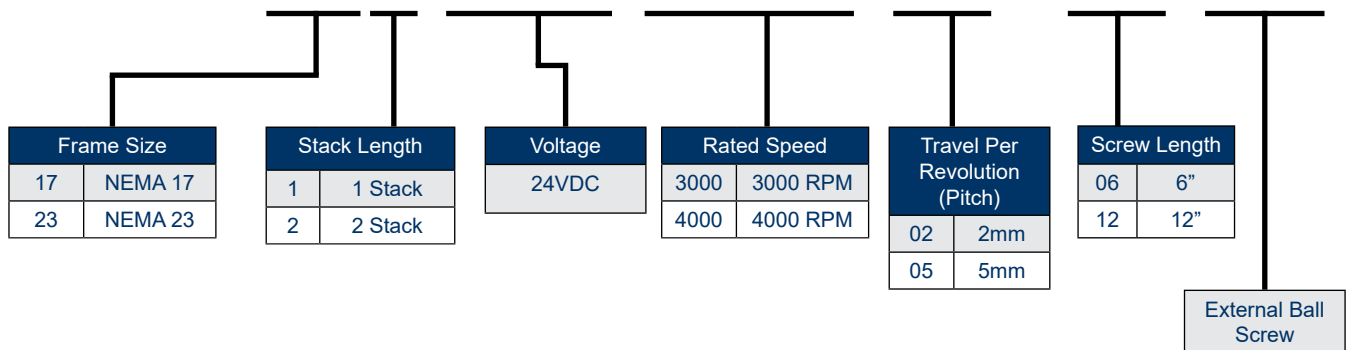 Frame Size
17 NEMA 17
23 NEMA 23
Stack Length
1 1 Stack
2 2 Stack
Voltage
24VDC
Rated Speed
3000 3000 RPM
4000 4000 RPM
Travel Per
Revolution
(Pitch)
02 2mm
05 5mm
Screw Length
06 6”
12 12”
External Ball
Screw